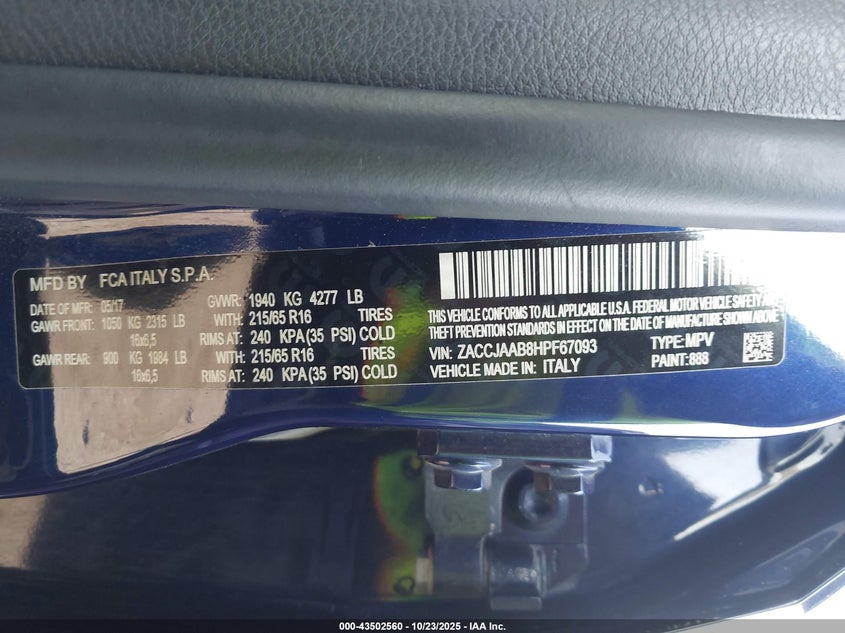 MFD BY FCA ITALY S.P.A.
DATE OF MFR: 05/17 GVWR: 1940 KG 4277 LB
GAWR FRONT: 1050 KG 2315 LB WITH: 215/65 R16 TIRES
16x6,5 RIMS AT: 240 KPA (35 PSI) COLD
GAWR REAR: 900 KG 1984 LB WITH: 215/65 R16 TIRES
16x6,5 RIMS AT: 240 KPA (35 PSI) COLD
THIS VEHICLE CONFORMS TO ALL APPLICABLE U.S.A. FEDERAL MOTOR VEHICLE SAFETY AND
THEFT PREVENTION STANDARDS IN EFFECT ON THE DATE OF MANUFACTURE SHOWN ABOVE.
VIN: ZACCJAAB8HPF67093 TYPE: MPV
VEHICLE MADE IN: ITALY PAINT: 888
000-43502560 - 10/23/2025 - IAA Inc.